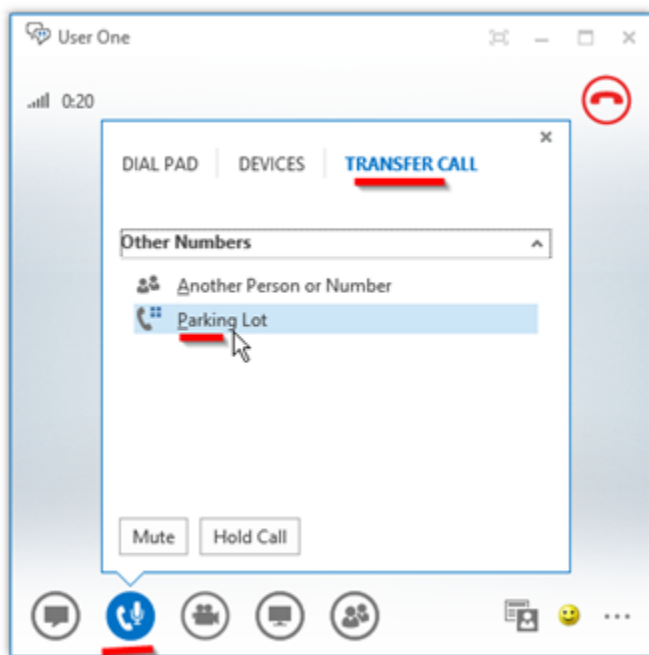 User One
0:20
DIAL PAD DEVICES TRANSFER CALL
Other Numbers
Another Person or Number
Parking Lot
Mute Hold Call